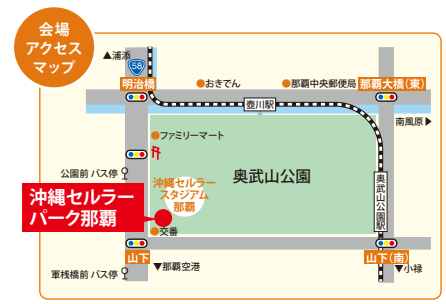 会場
アクセス
マップ
▲浦添
58
明治橋
おきでん
那覇中央郵便局
那覇大橋(東)
壺川駅
南風原▶
ファミリーマート
公園前 バス停
沖縄セルラー
スタジアム
那覇
奥武山公園
奥武山公園駅
沖縄セルラー
パーク那覇
交番
山下
山下(南)
▼那覇空港
▼小禄
軍桟橋前 バス停